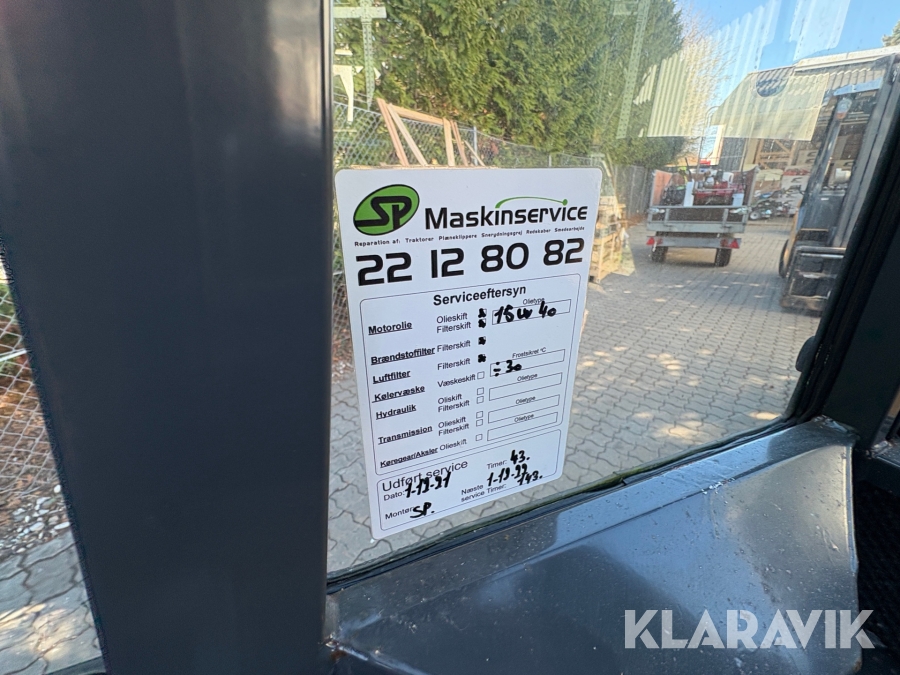 SP Maskinservice
Reparation af: Traktorer Plæneklippere Snerydningsgrej Redskaber Smedearbejde
22 12 80 82
Serviceeftersyn
Olietype
Motorolie Olieskift 15w40
Filterskift
Brændstoffilter Filterskift
Luftfilter Filterskift
Frostsikret °C
Kølervæske Væskeskift ÷30
Olietype
Hydraulik Olieskift
Filterskift
Olietype
Transmission Olieskift
Filterskift
Køregear/Aksler Olieskift
Udført service Timer: 43.
Dato: Næste
service Timer: 143.
Montør: SP.
KLARAVIK